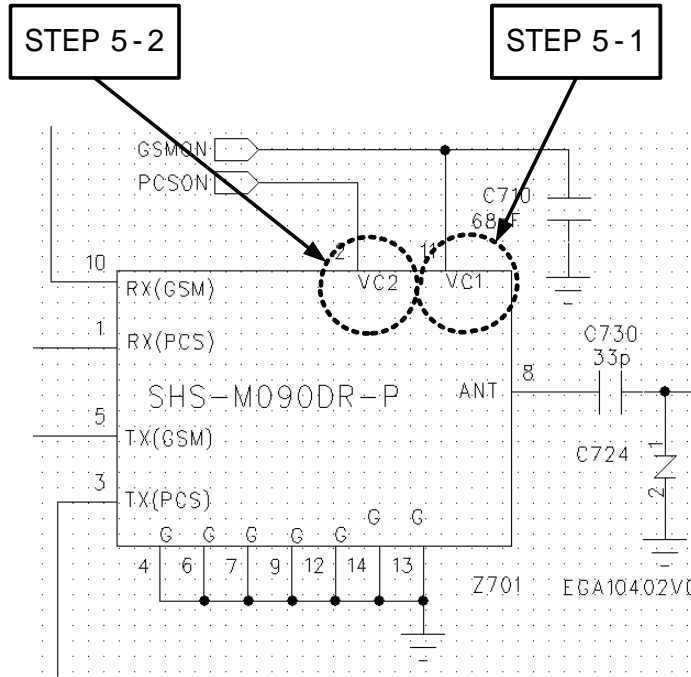 STEP 5-2
STEP 5-1
GSMON
PCSON
C710
2
11
VC2
VC1
10
RX(GSM)
1
RX(PCS)
C730
33p
SHS-M090DR-P
ANT
8
5
TX(GSM)
C724
1
2
3
TX(PCS)
G G G G G G G
4 6 7 9 12 14 13
Z701